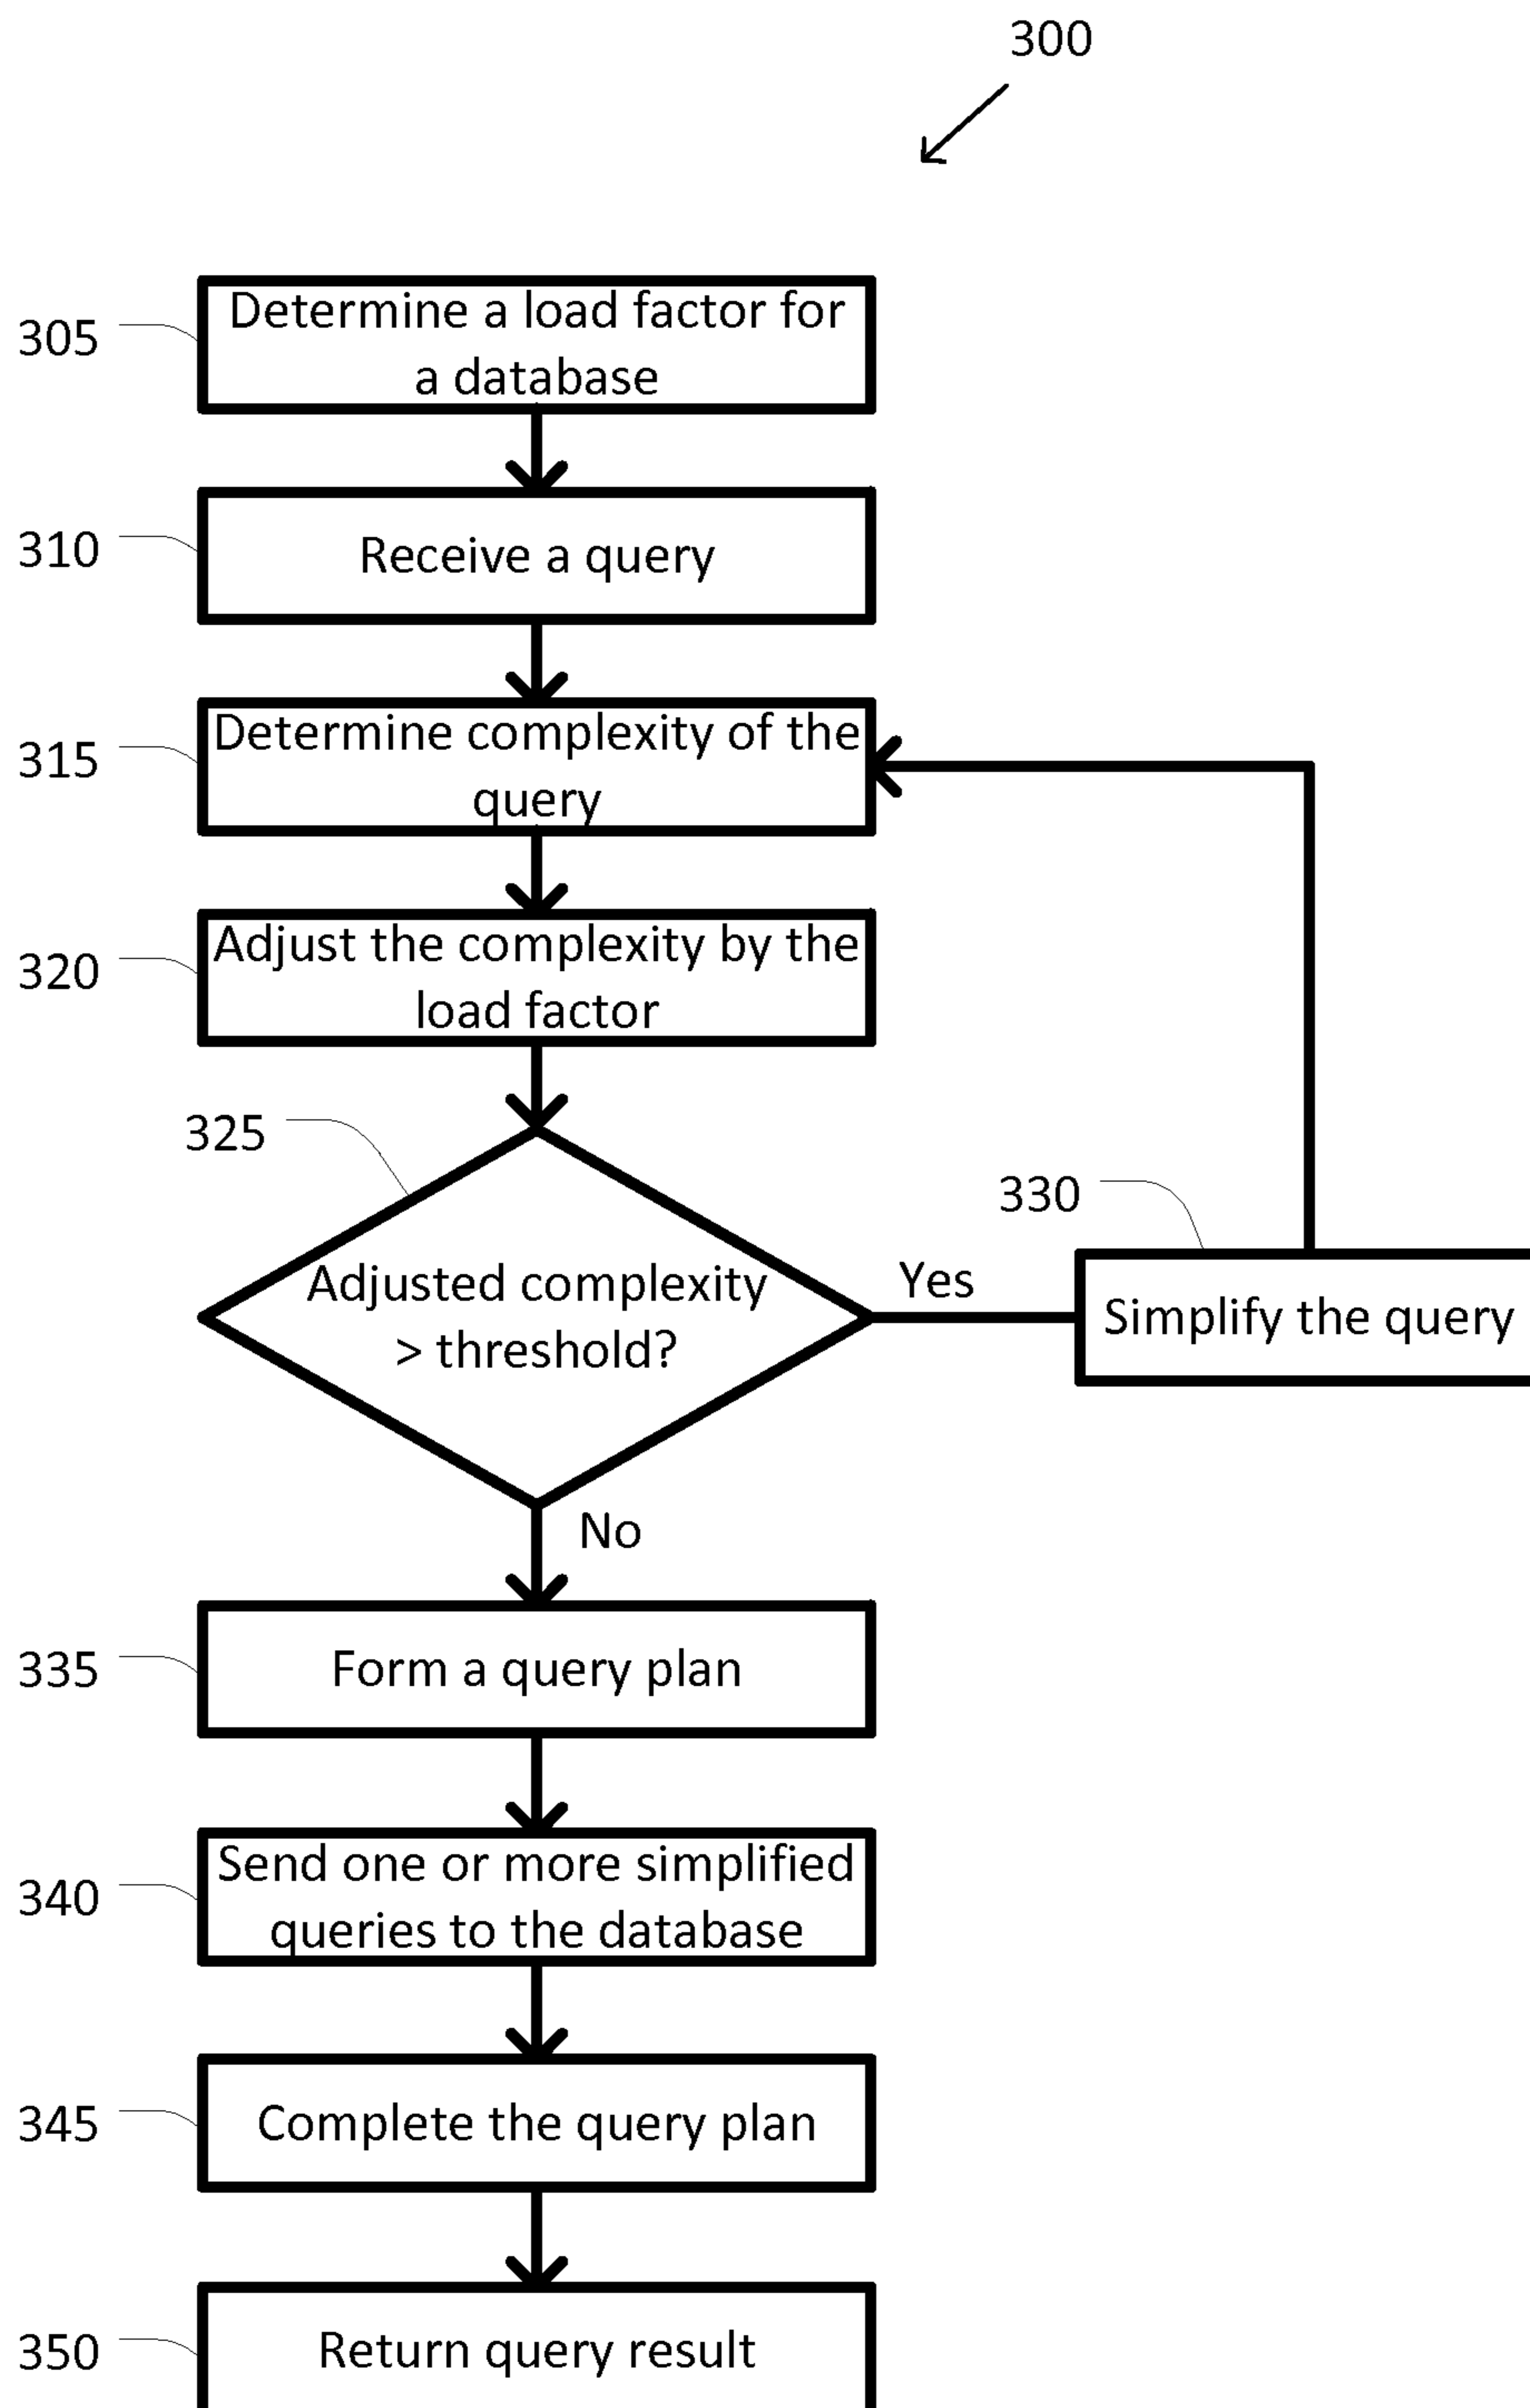 300
305
Determine a load factor for
a database
310
Receive a query
315
Determine complexity of the
query
320
Adjust the complexity by the
load factor
325
Adjusted complexity
> threshold?
Yes
330
Simplify the query
No
335
Form a query plan
340
Send one or more simplified
queries to the database
345
Complete the query plan
350
Return query result